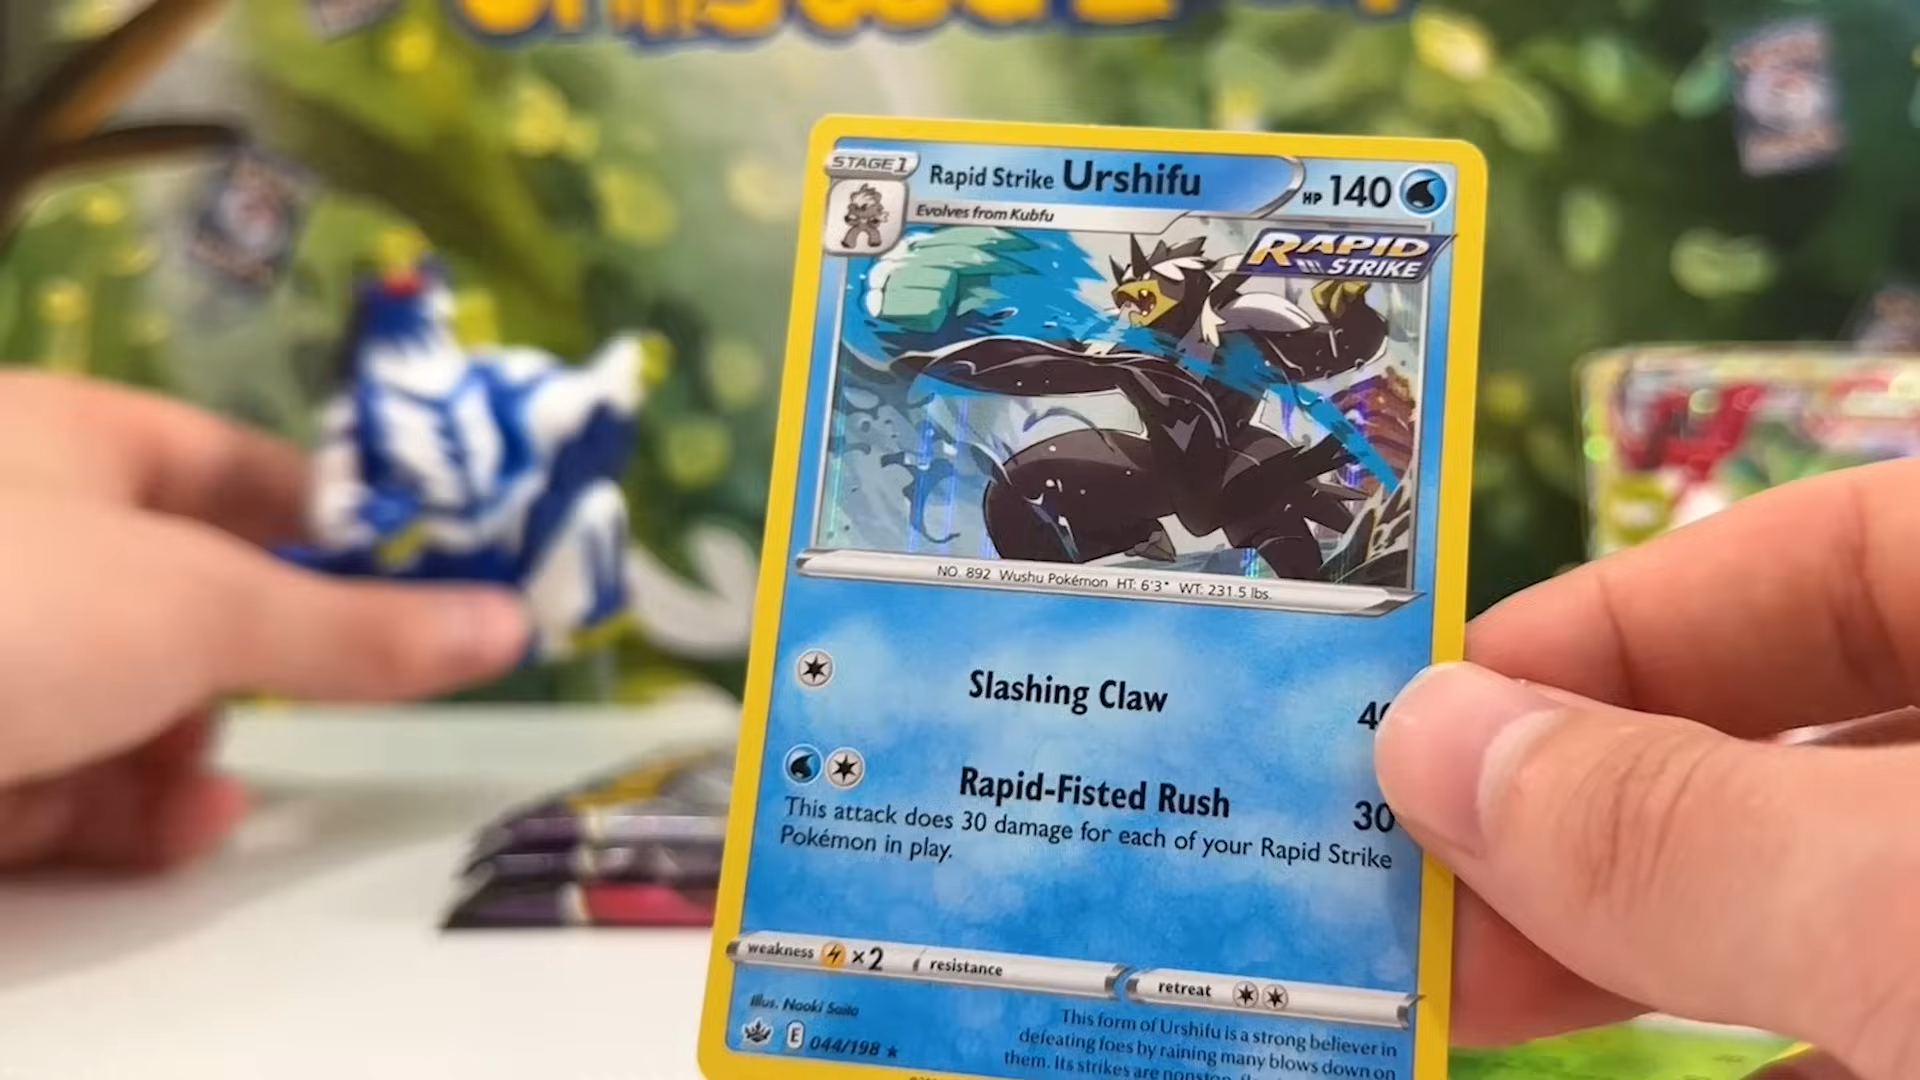 STAGE 1
Rapid Strike Urshifu
HP 140
Evolves from Kubfu
RAPID
STRIKE
NO. 892 Wushu Pokémon HT: 6'3" WT: 231.5 lbs.
Slashing Claw
Rapid-Fisted Rush 30
This attack does 30 damage for each of your Rapid Strike
Pokémon in play.
weakness ×2 resistance
retreat
Illus. Naoki Saito
E 044/198 ★
This form of Urshifu is a strong believer in
defeating foes by raining many blows down on
them. Its strikes are